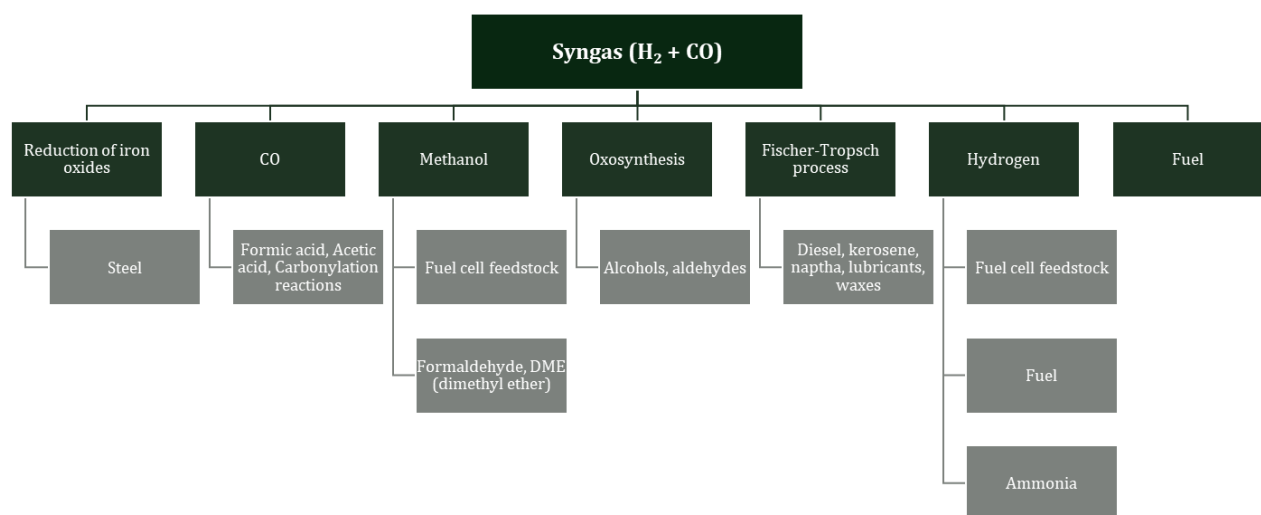 Syngas (H₂ + CO)
Reduction of iron
oxides
CO
Methanol
Oxosynthesis
Fischer-Tropsch
process
Hydrogen
Fuel
Steel
Formic acid, Acetic
acid, Carbonylation
reactions
Fuel cell feedstock
Alcohols, aldehydes
Diesel, kerosene,
naptha, lubricants,
waxes
Fuel cell feedstock
Formaldehyde, DME
(dimethyl ether)
Fuel
Ammonia